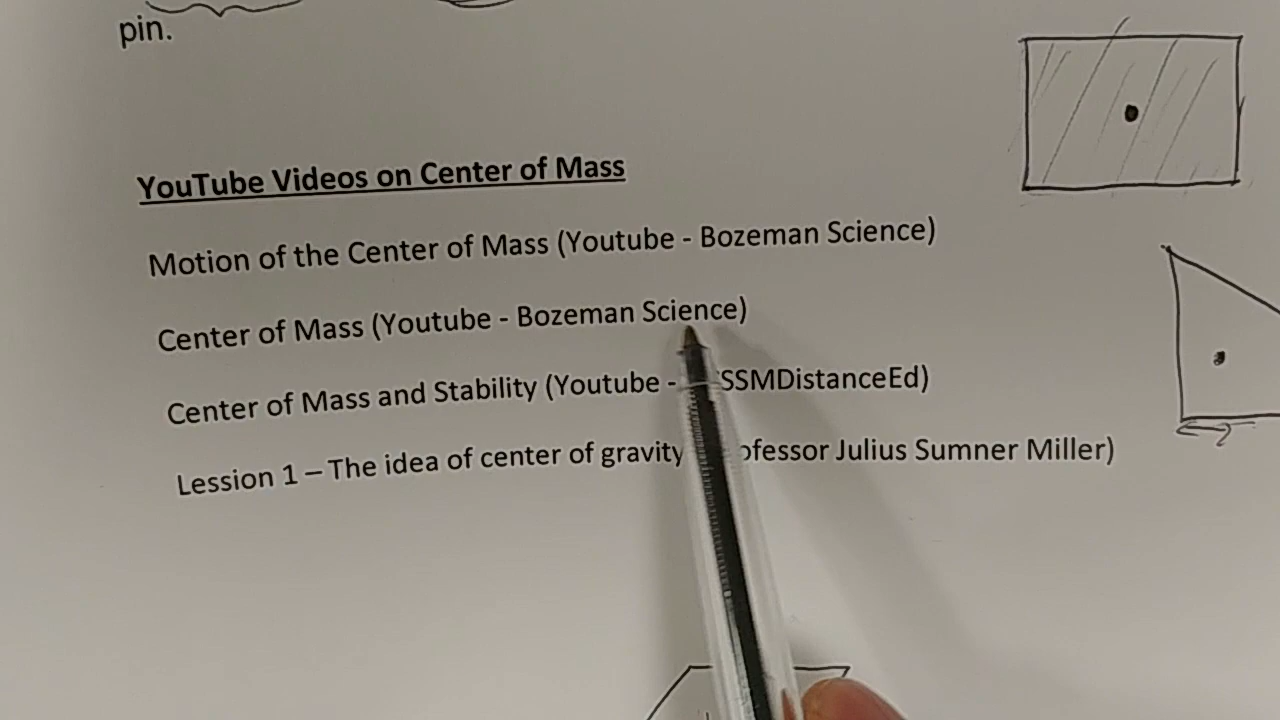 pin.
YouTube Videos on Center of Mass
Motion of the Center of Mass (Youtube - Bozeman Science)
Center of Mass (Youtube - Bozeman Science)
Center of Mass and Stability (Youtube - SSMDistanceEd)
Lession 1 – The idea of center of gravity ofessor Julius Sumner Miller)